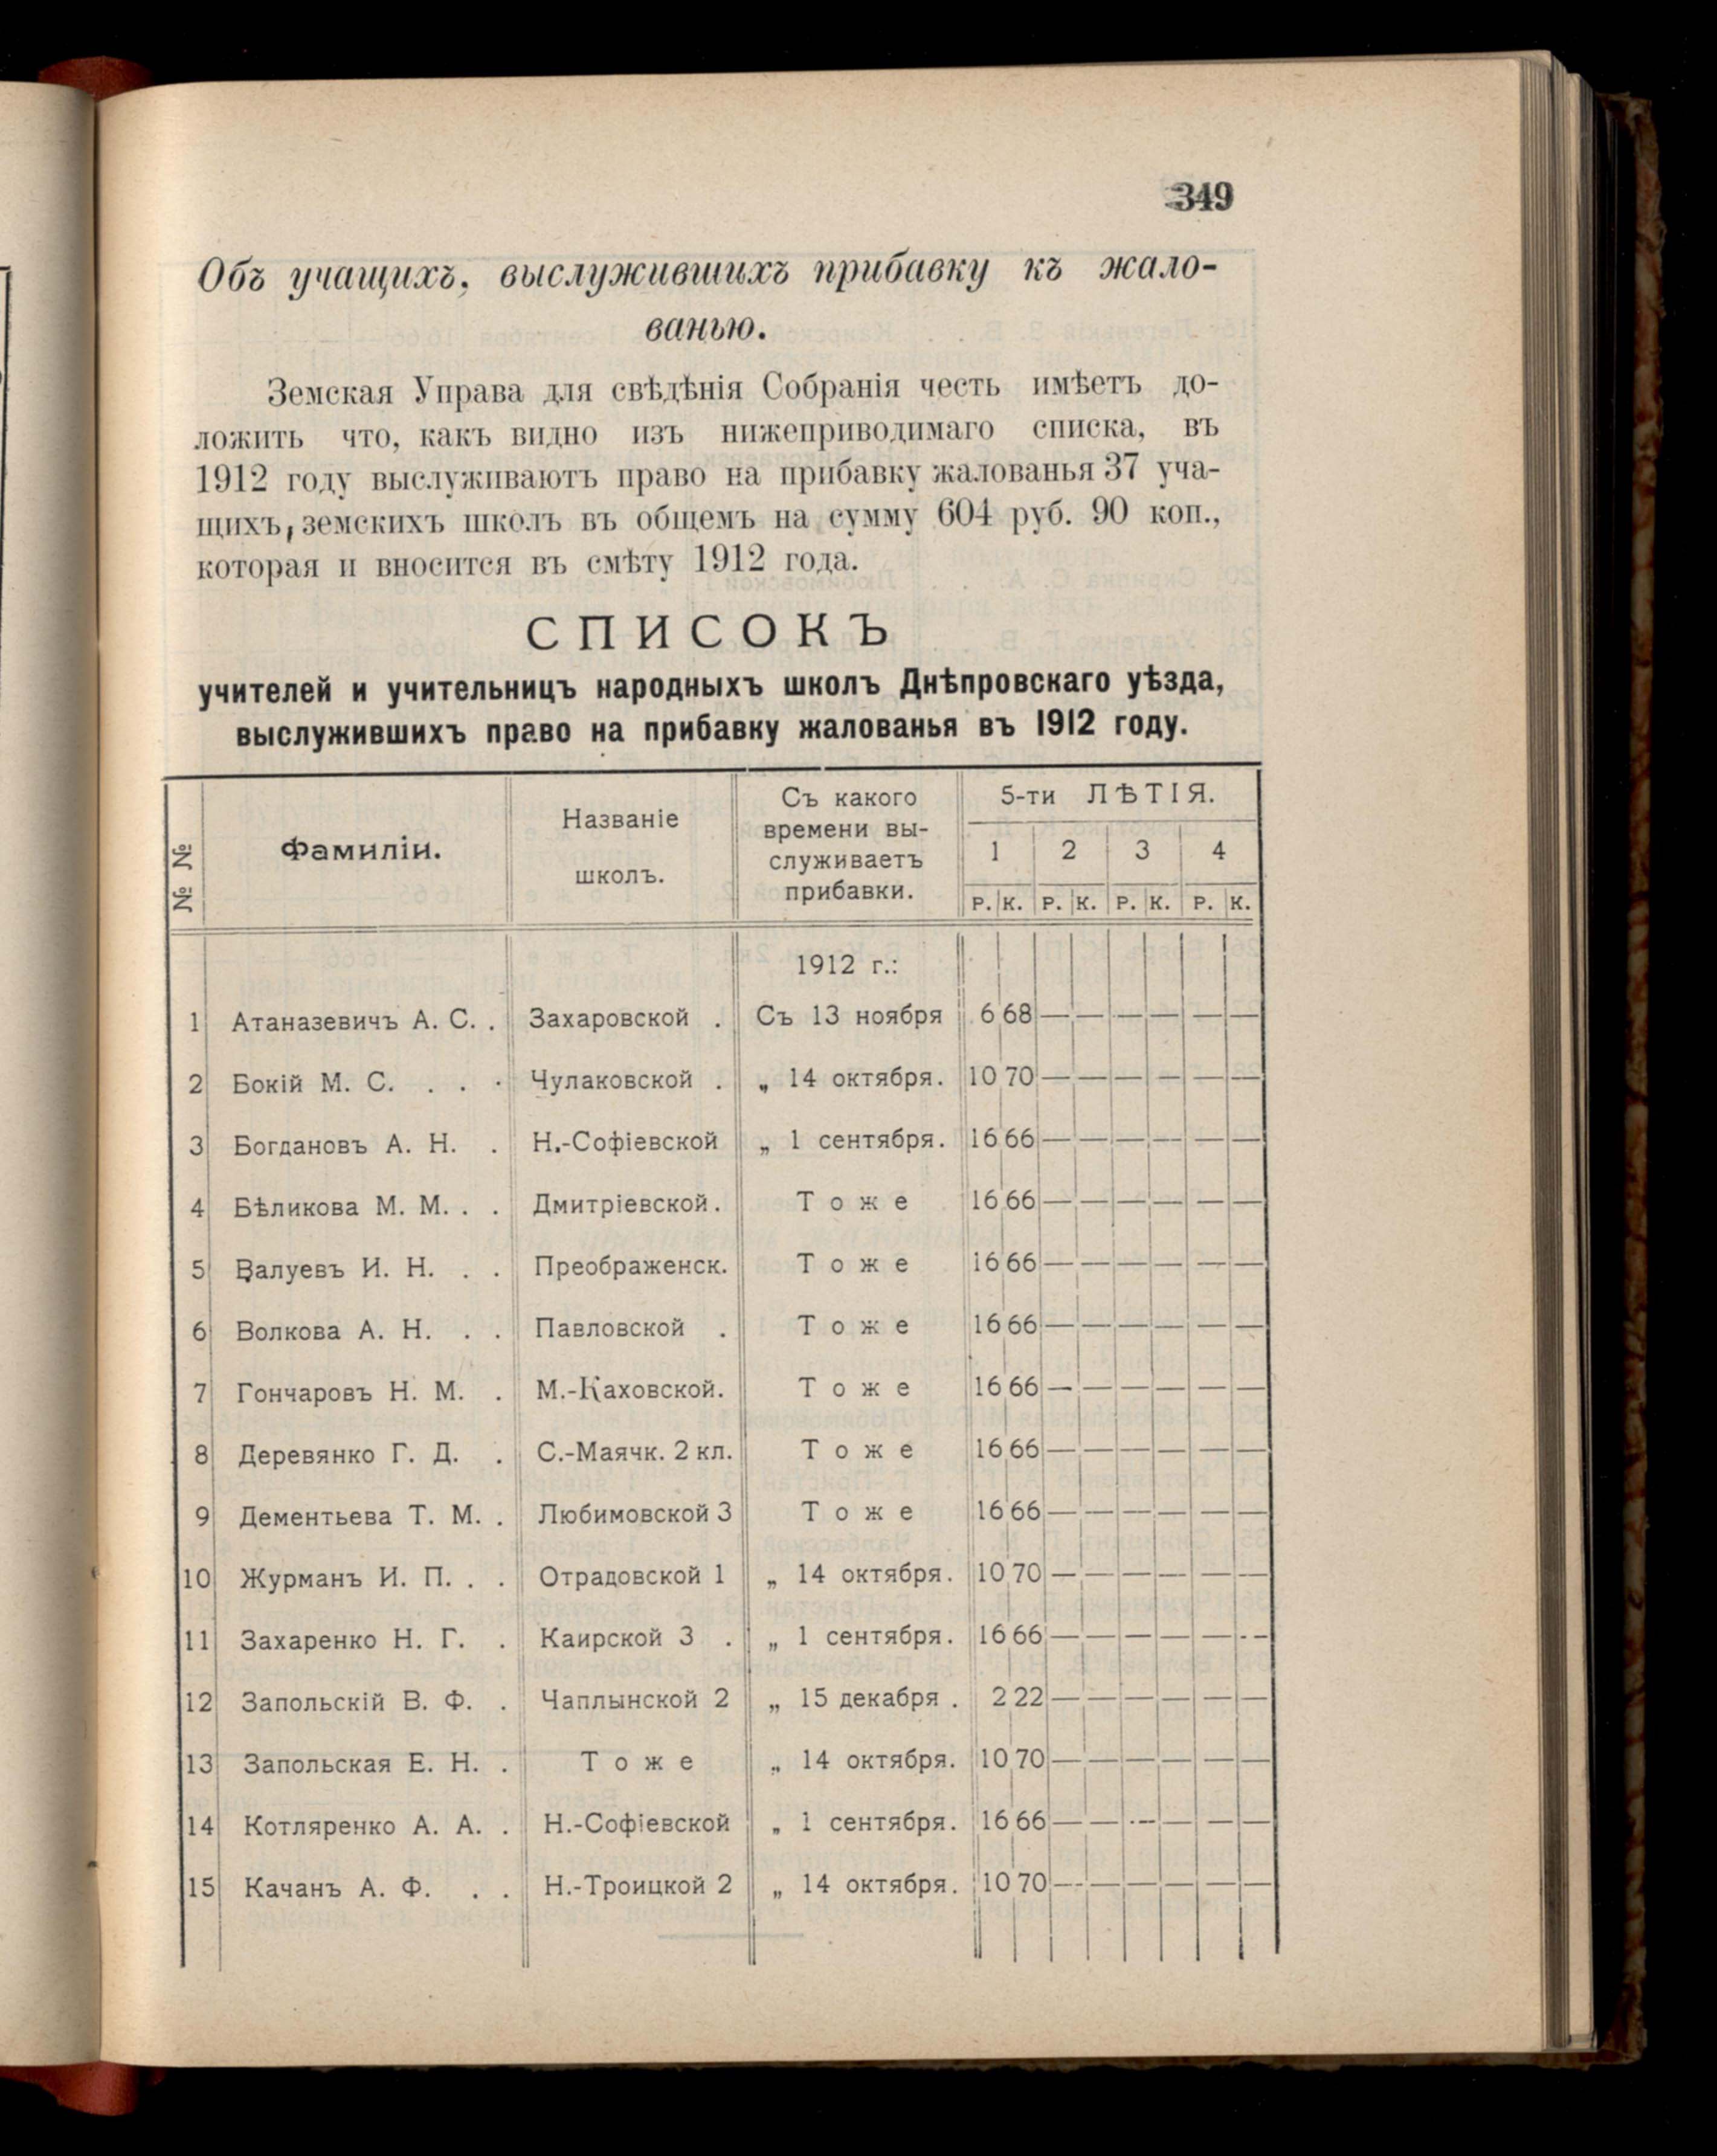 349
Объ учащихъ, выслужившихъ прибавку къ жало-
ванью.
Земская Управа для свѣдѣнія Собранія честь имѣетъ до-
ложить что, какъ видно изъ нижеприводимаго списка, въ
1912 году выслуживаютъ право на прибавку жалованья 37 уча-
щихъ, земскихъ школъ въ общемъ на сумму 604 руб. 90 коп.,
которая и вносится въ смѣту 1912 года.
СПИСОКЪ
учителей и учительницъ народныхъ школъ Днѣпровскаго уѣзда,
выслужившихъ право на прибавку жалованья въ 1912 году.
№ № Фамиліи. Названіе школъ. Съ какого времени вы-служиваетъ прибавки. 5-ти ЛѢТІЯ.
1 2 3 4
Р. К. Р. К. Р. К. Р. К.
1912 г.:
1 Атаназевичъ А. С. . Захаровской . Съ 13 ноября 6 68 — — — — — —
2 Бокій М. С. . . . Чулаковской . „ 14 октября. 10 70 — — — — — —
3 Богдановъ А. Н. . Н.-Софіевской „ 1 сентября. 16 66 — — — — — —
4 Бѣликова М. М. . . Дмитріевской. Тоже 16 66 — — — — — —
5 Валуевъ И. Н. . . Преображенск. Тоже 16 66 — — — — — —
6 Волкова А. Н. . . Павловской . Тоже 16 66 — — — — — —
7 Гончаровъ Н. М. . М.-Каховской. Тоже 16 66 — — — — — —
8 Деревянко Г. Д. . С.-Маячк. 2 кл. Тоже 16 66 — — — — — —
9 Дементьева Т. М. . Любимовской 3 Тоже 16 66 — — — — — —
10 Журманъ И. П. . . Отрадовской 1 „ 14 октября. 10 70 — — — — — —
11 Захаренко Н. Г. . Каирской 3 . „ 1 сентября. 16 66 — — — — — —
12 Запольскій В. Ф. . Чаплынской 2 „ 15 декабря . 2 22 — — — — — —
13 Запольская Е. Н. . Тоже „ 14 октября. 10 70 — — — — — —
14 Котляренко А. А. . Н.-Софіевской „ 1 сентября. 16 66 — — — — — —
15 Качанъ А. Ф. . . Н.-Троицкой 2 „ 14 октября. 10 70 — — — — — —